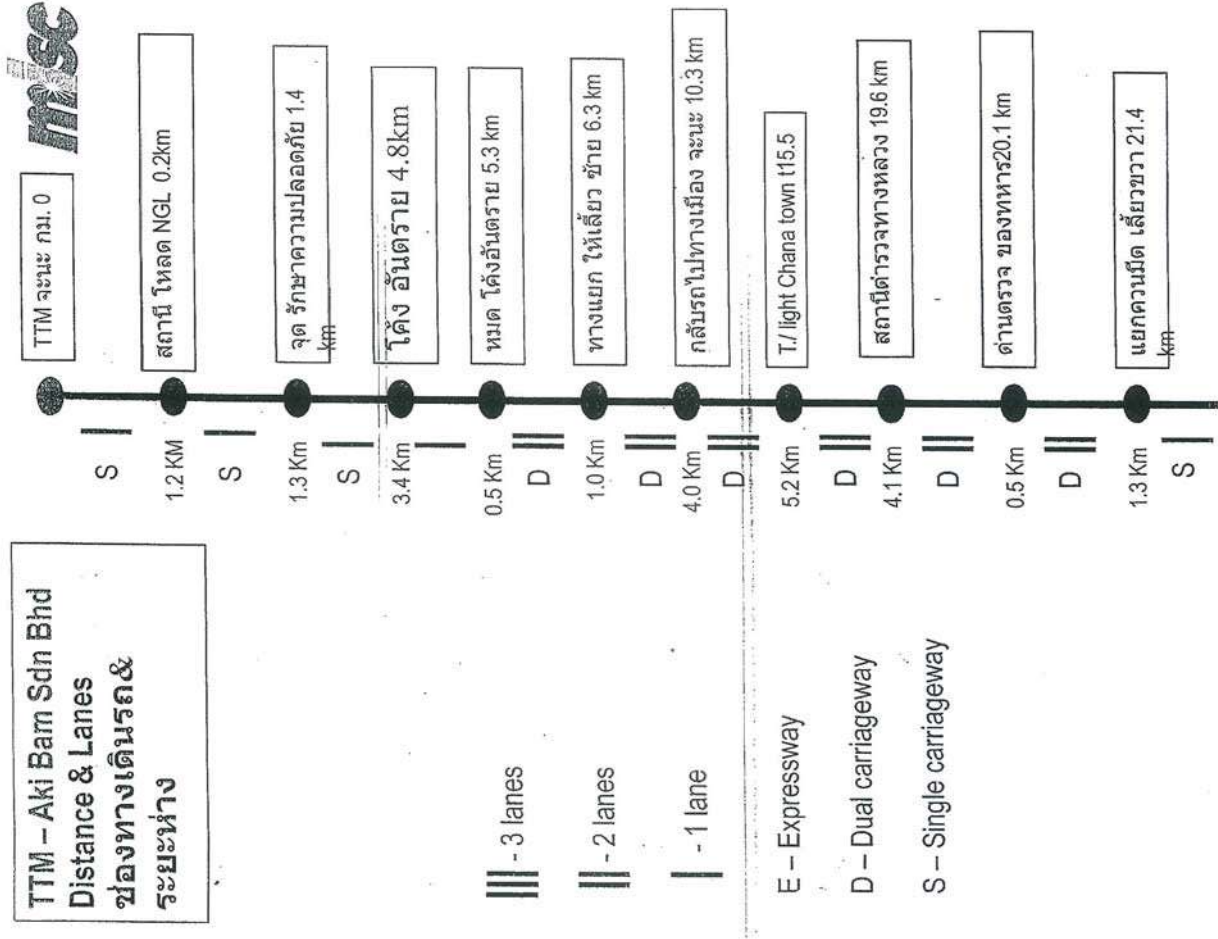 TTM – Aki Bam Sdn Bhd
Distance & Lanes
ช่องทางเดินรถ&
ระยะห่าง
misc
TTM จะนะ กม. 0
สถานี โหลด NGL 0.2km
จุด รักษาความปลอดภัย 1.4
km
โค้ง อันตราย 4.8km
หมด โค้งอันตราย 5.3 km
ทางแยก ให้เลี้ยว ซ้าย 6.3 km
กลับรถไปทางเมือง จะนะ 10.3 km
T./ light Chana town t15.5
สถานีตำรวจทางหลวง 19.6 km
ด่านตรวจ ของทหาร20.1 km
แยกควนมีด เลี้ยวขวา 21.4
km
S
1.2 KM
S
1.3 Km
S
3.4 Km
0.5 Km
D
1.0 Km
D
4.0 Km
D
5.2 Km
D
4.1 Km
D
0.5 Km
D
1.3 Km
S
- 3 lanes
- 2 lanes
- 1 lane
E – Expressway
D – Dual carriageway
S – Single carriageway